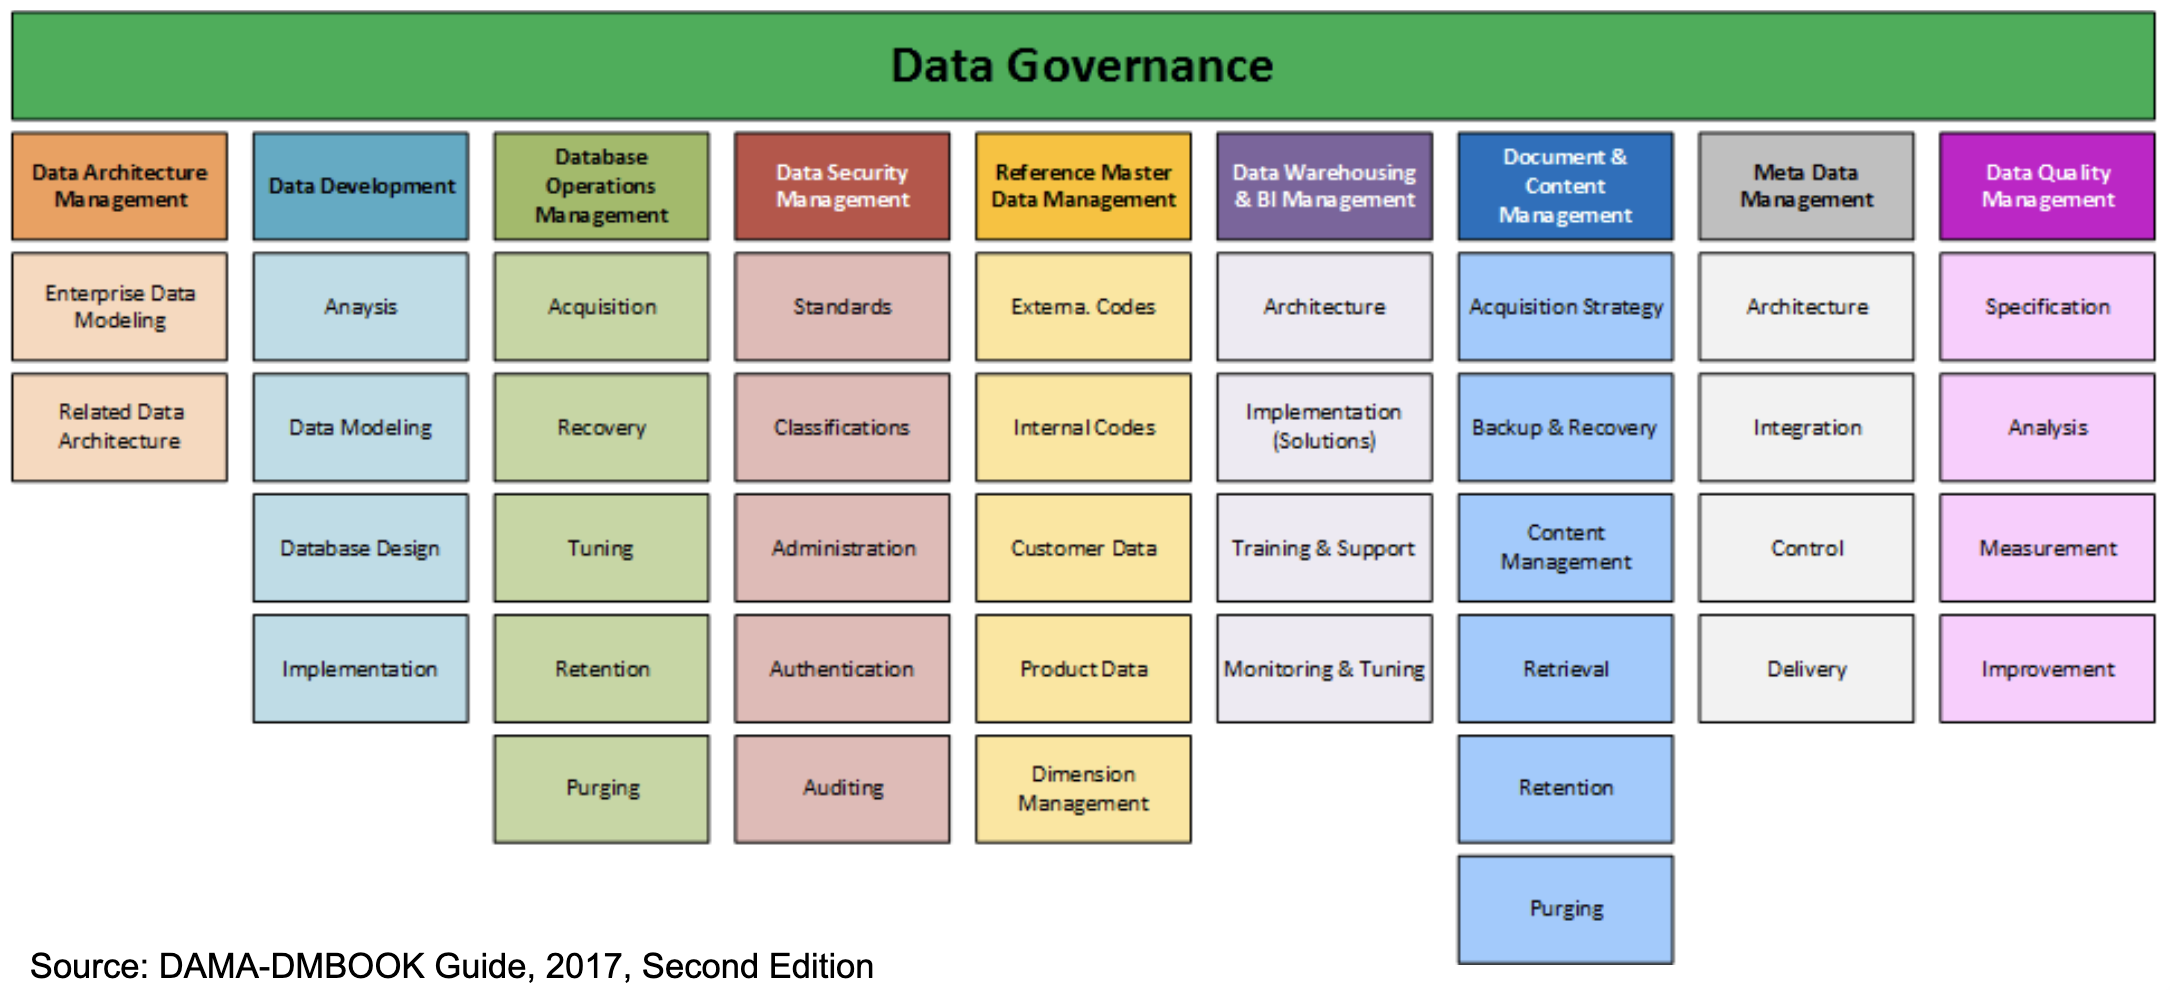 Data Governance
Data Architecture
Management
Enterprise Data
Modeling
Related Data
Architecture
Data Development
Anaysis
Data Modeling
Database Design
Implementation
Database
Operations
Management
Acquisition
Recovery
Tuning
Retention
Purging
Data Security
Management
Standards
Classifications
Administration
Authentication
Auditing
Reference Master
Data Management
Externa. Codes
Internal Codes
Customer Data
Product Data
Dimension
Management
Data Warehousing
& BI Management
Architecture
Implementation
(Solutions)
Training & Support
Monitoring & Tuning
Document &
Content
Management
Acquisition Strategy
Backup & Recovery
Content
Management
Retrieval
Retention
Purging
Meta Data
Management
Architecture
Integration
Control
Delivery
Data Quality
Management
Specification
Analysis
Measurement
Improvement
Source: DAMA-DMBOOK Guide, 2017, Second Edition